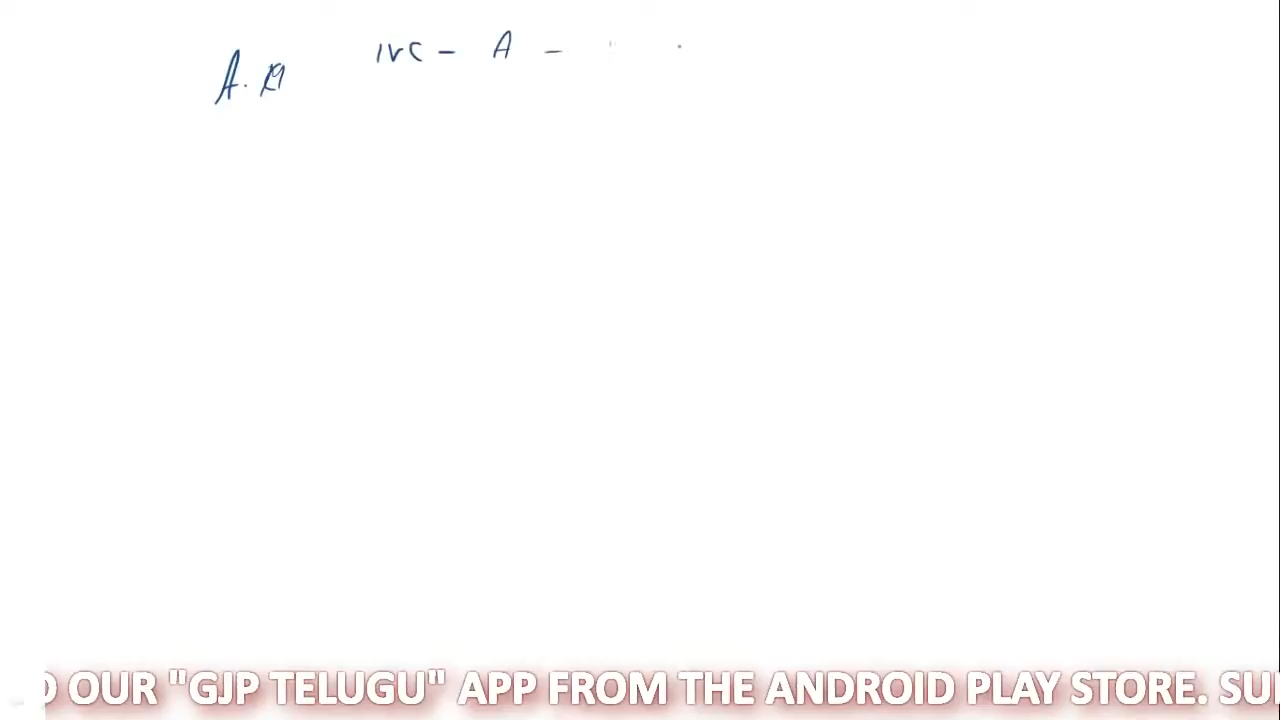 IVC - A -
A.
D OUR "GJP TELUGU" APP FROM THE ANDROID PLAY STORE. SU